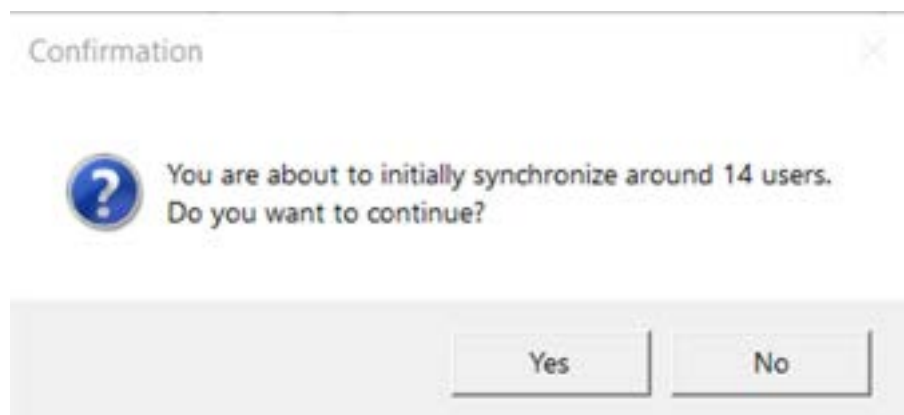 Confirmation
You are about to initially synchronize around 14 users.
Do you want to continue?
Yes
No